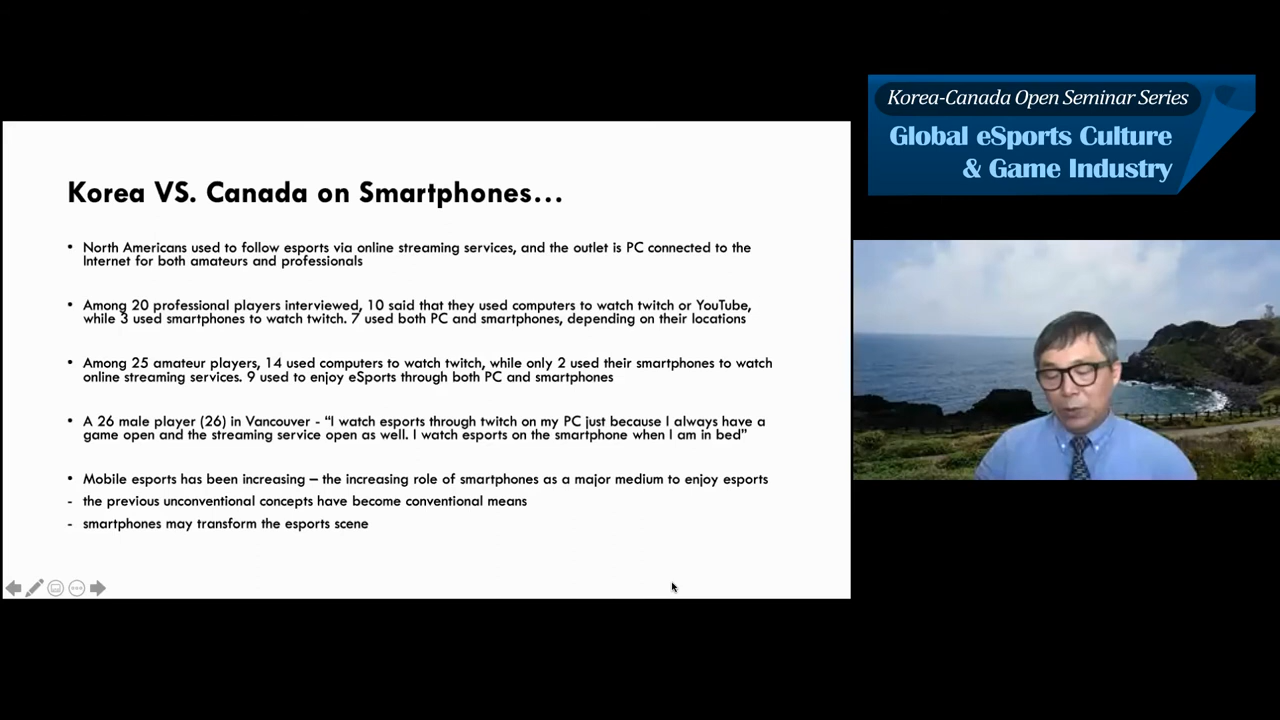 Korea-Canada Open Seminar Series
Global eSports Culture
& Game Industry
Korea VS. Canada on Smartphones...
• North Americans used to follow esports via online streaming services, and the outlet is PC connected to the
Internet for both amateurs and professionals
• Among 20 professional players interviewed, 10 said that they used computers to watch twitch or YouTube,
while 3 used smartphones to watch twitch. 7 used both PC and smartphones, depending on their locations
• Among 25 amateur players, 14 used computers to watch twitch, while only 2 used their smartphones to watch
online streaming services. 9 used to enjoy eSports through both PC and smartphones
• A 26 male player (26) in Vancouver - “I watch esports through twitch on my PC just because I always have a
game open and the streaming service open as well. I watch esports on the smartphone when I am in bed”
• Mobile esports has been increasing – the increasing role of smartphones as a major medium to enjoy esports
- the previous unconventional concepts have become conventional means
- smartphones may transform the esports scene